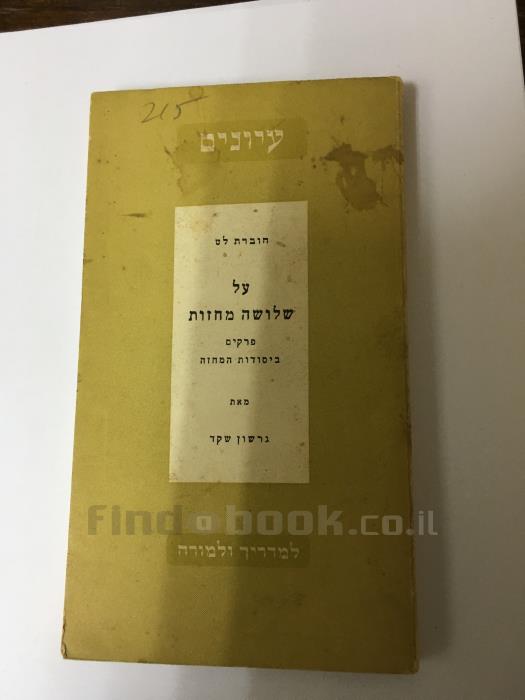 215
עיונים
חוברת לט
על
שלושה מחזות
פרקים
ביסודות המחזה
מאת
גרשון שקד
findabook.co.il
למדריך ולמורה